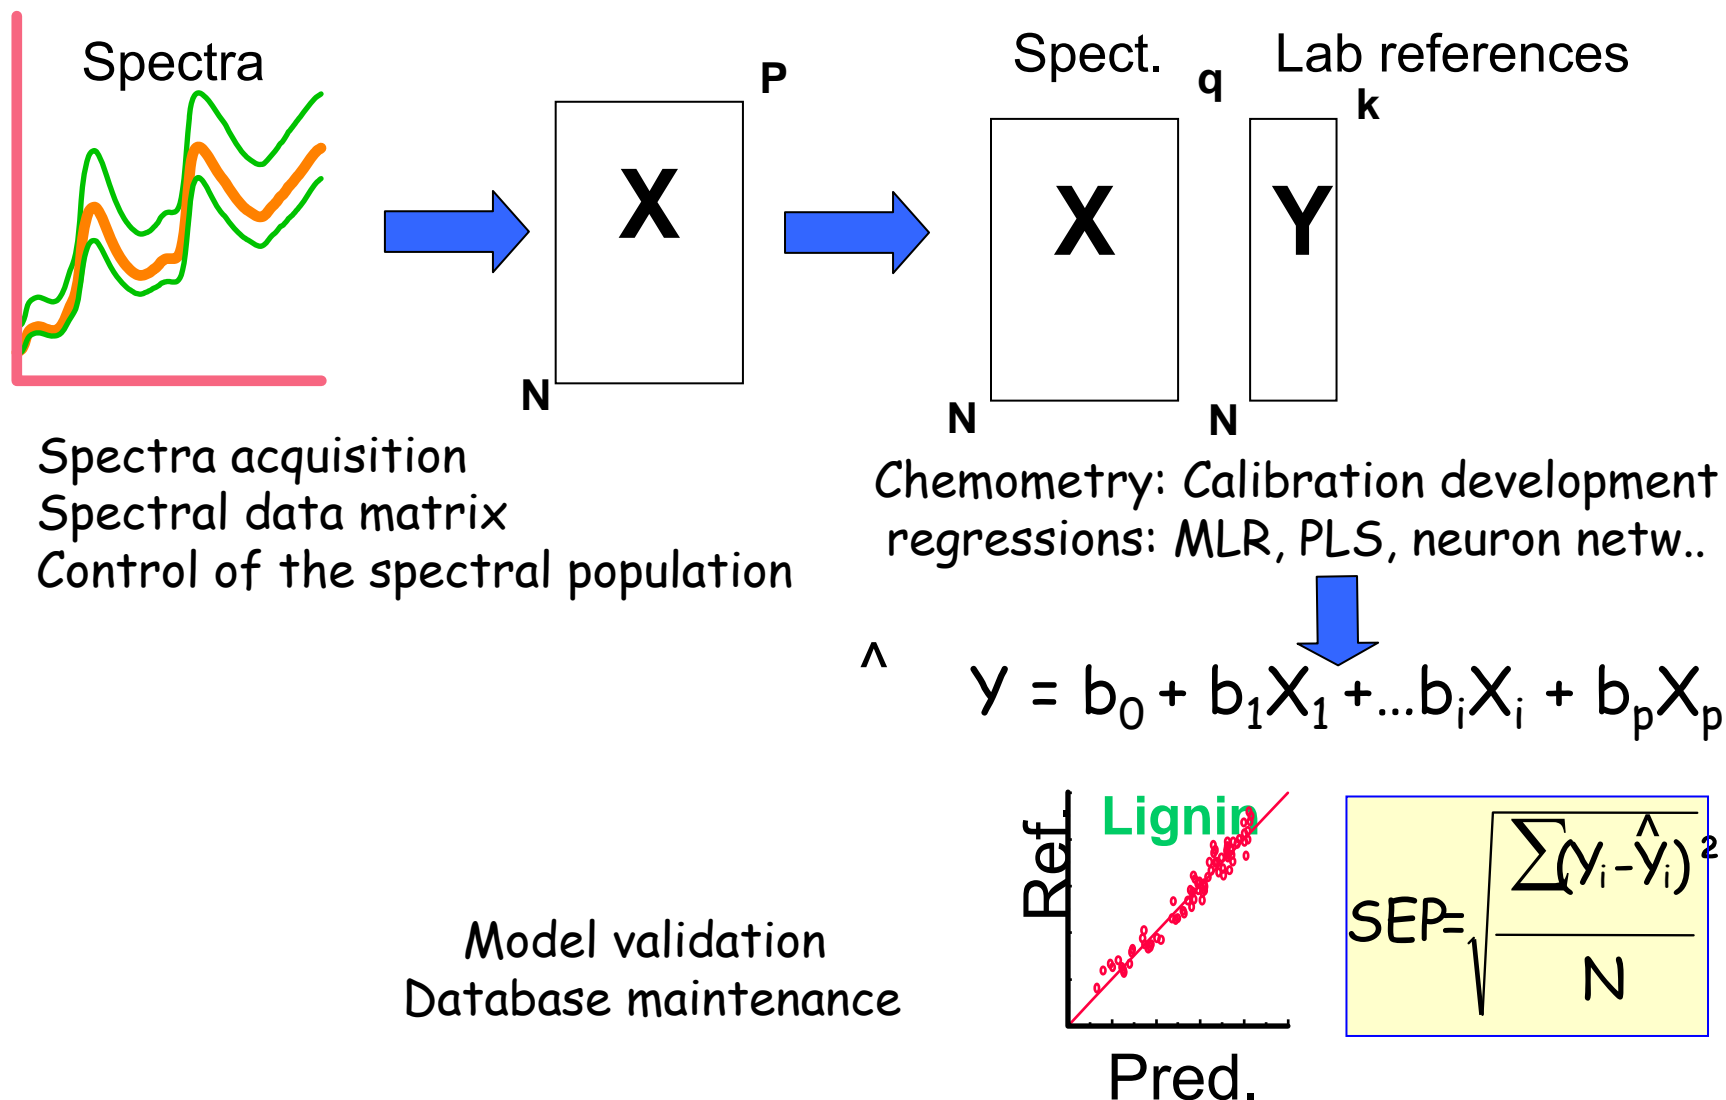 Spectra
P
X
N
Spect.
q
Lab references
k
X
Y
N
N
Spectra acquisition
Spectral data matrix
Control of the spectral population
Chemometry: Calibration development
regressions: MLR, PLS, neuron netw..
^
Y = b₀ + b₁X₁ +...bᵢXᵢ + bₚXₚ
Lignin
Ref.
Pred.
SEP=√∑(yᵢ-ŷᵢ)²
N
Model validation
Database maintenance